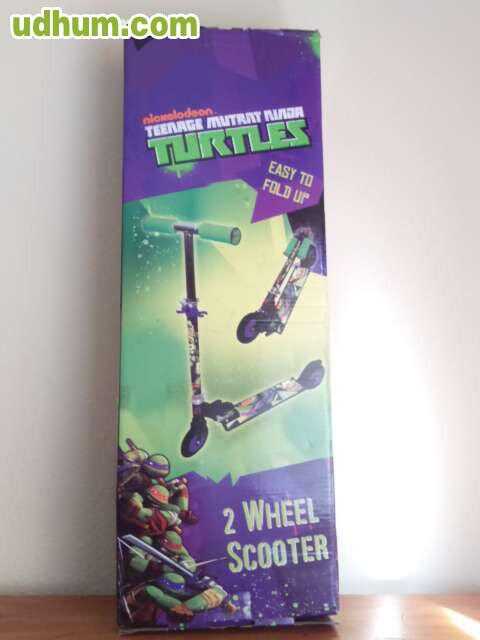 udhum.com
nickelodeon
TEENAGE MUTANT NINJA
TURTLES
EASY TO
FOLD UP
2 WHEEL
SCOOTER